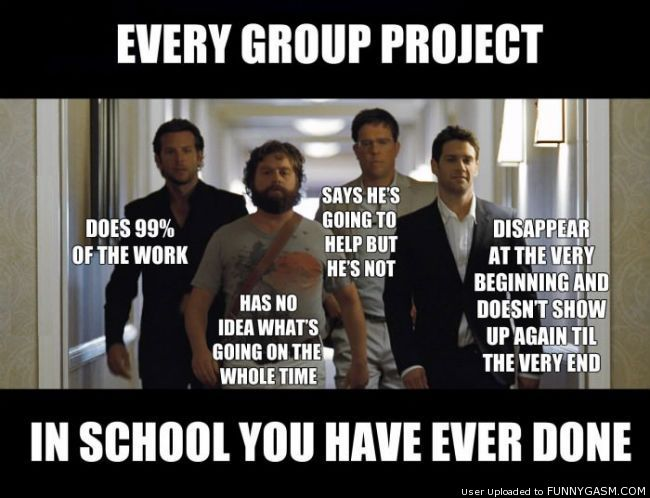 EVERY GROUP PROJECT
DOES 99%
OF THE WORK
HAS NO
IDEA WHAT'S
GOING ON THE
WHOLE TIME
SAYS HE'S
GOING TO
HELP BUT
HE'S NOT
DISAPPEAR
AT THE VERY
BEGINNING AND
DOESN'T SHOW
UP AGAIN TIL
THE VERY END
IN SCHOOL YOU HAVE EVER DONE
User Uploaded to FUNNYGASM.COM